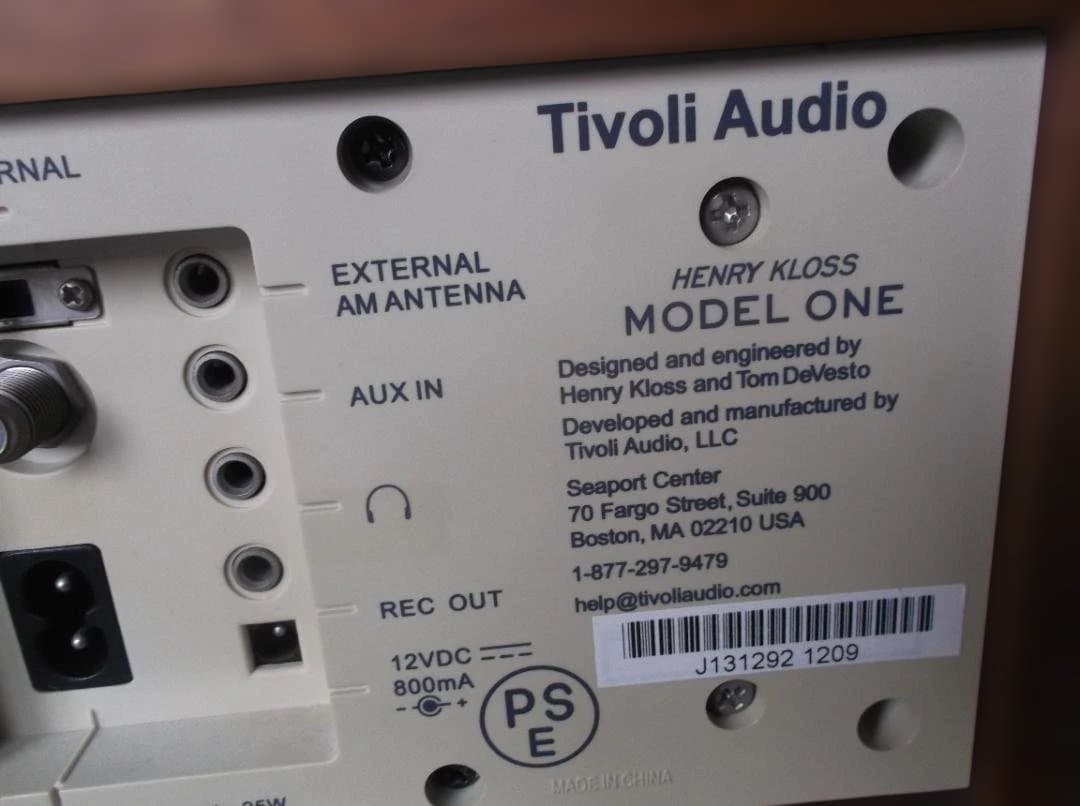 RNAL
Tivoli Audio
EXTERNAL
AM ANTENNA
AUX IN
REC OUT
12VDC
800mA
- +
HENRY KLOSS
MODEL ONE
Designed and engineered by
Henry Kloss and Tom DeVesto
Developed and manufactured by
Tivoli Audio, LLC
Seaport Center
70 Fargo Street, Suite 900
Boston, MA 02210 USA
1-877-297-9479
help@tivoliaudio.com
J131292 1209
PS
E
MADE IN CHINA
25W